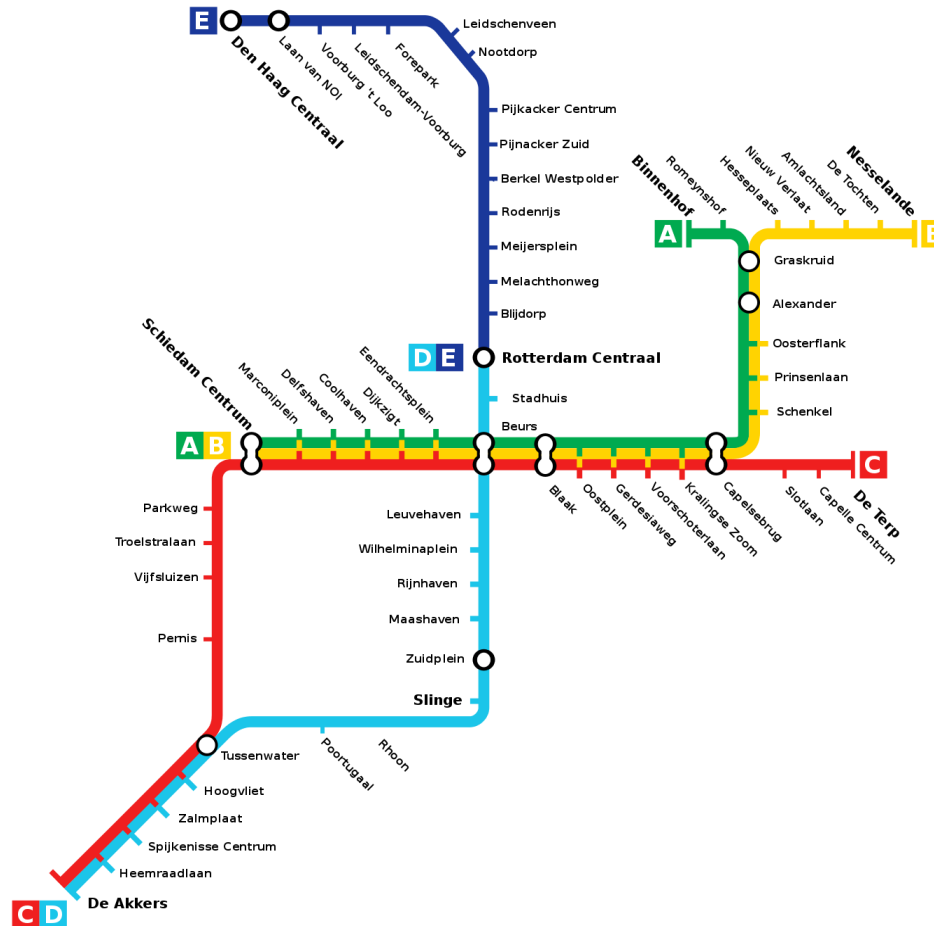 E
Den Haag Centraal
Laan van NOI
Voorburg 't Loo
Leidschendam-Voorburg
Forepark
Leidschenveen
Nootdorp
Pijkacker Centrum
Pijnacker Zuid
Berkel Westpolder
Rodenrijs
Meijersplein
Melachthonweg
Blijdorp
D E
Rotterdam Centraal
Stadhuis
Beurs
A
Binnenhof
Romeynshof
Hesseplaats
Nieuw Verlaat
Amlachtsland
De Tochten
Nesselande
B
Graskruid
Alexander
Oosterflank
Prinsenlaan
Schenkel
A B
Schiedam Centrum
Marconiplein
Delfshaven
Coolhaven
Dijkzigt
Eendrachtsplein
Blaak
Oostplein
Gerdesiaweg
Voorschoterlaan
Kralingse Zoom
Capelsebrug
Slotlaan
Capelle Centrum
De Terp
C
Parkweg
Troelstralaan
Vijfsluizen
Pernis
Leuvehaven
Wilhelminaplein
Rijnhaven
Maashaven
Zuidplein
Slinge
Rhoon
Poortugaal
Tussenwater
Hoogvliet
Zalmplaat
Spijkenisse Centrum
Heemraadlaan
De Akkers
C D